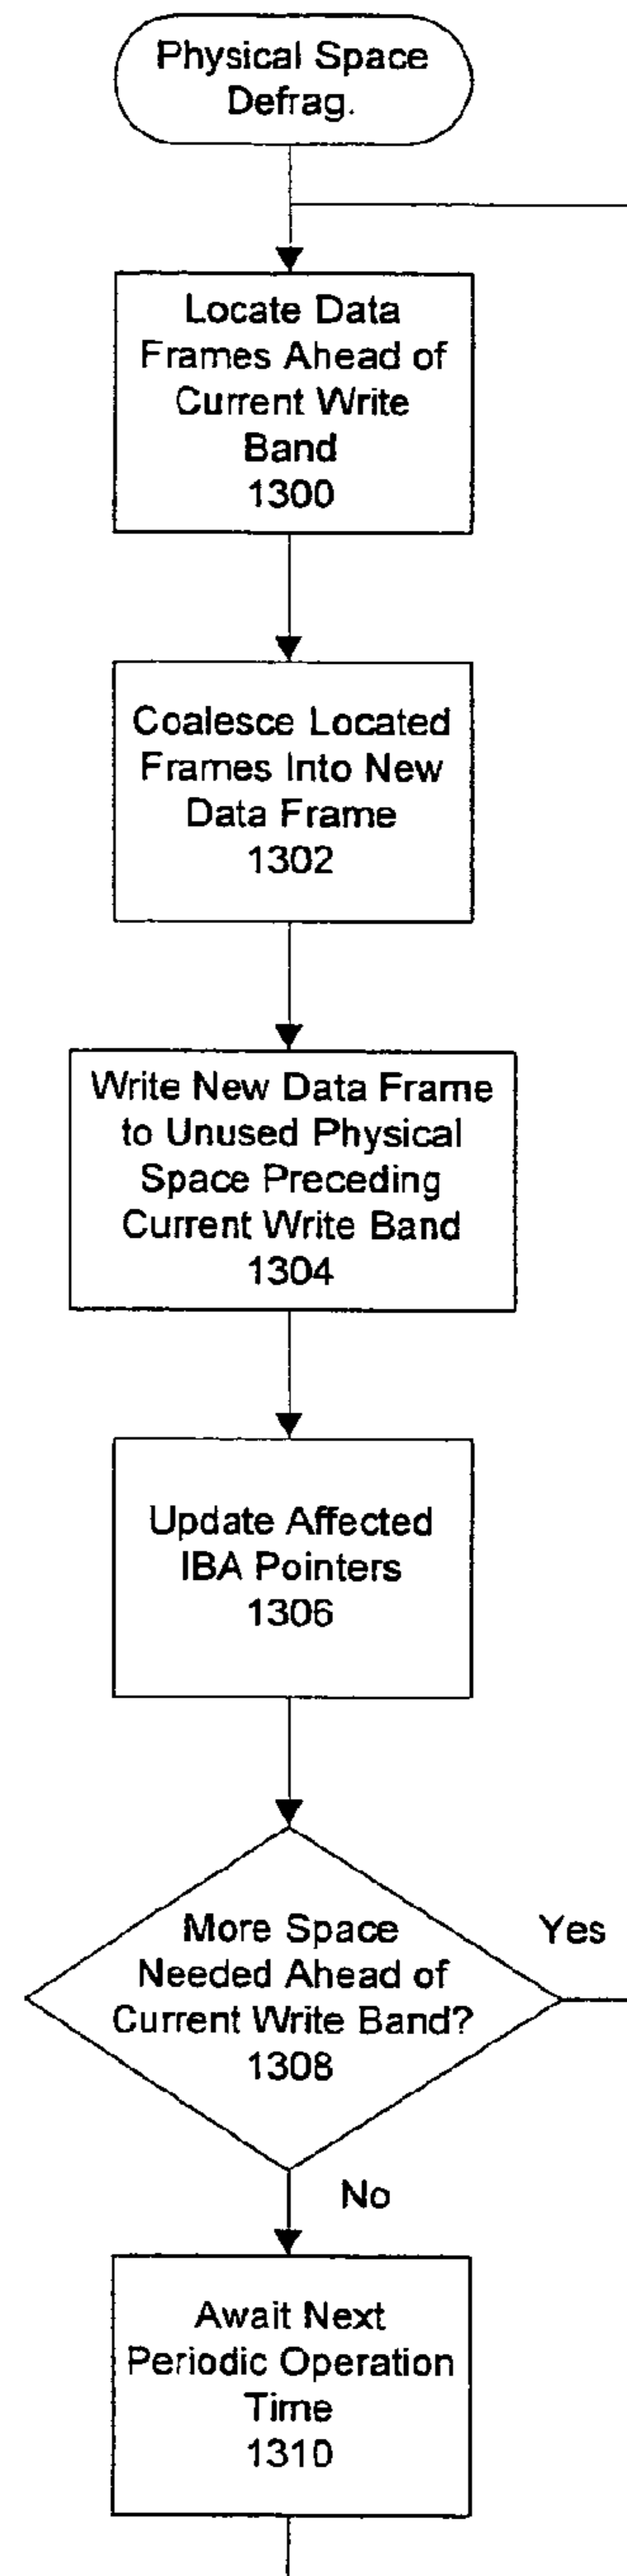 Physical Space
Defrag.
Locate Data
Frames Ahead of
Current Write
Band
1300
Coalesce Located
Frames Into New
Data Frame
1302
Write New Data Frame
to Unused Physical
Space Preceding
Current Write Band
1304
Update Affected
IBA Pointers
1306
More Space
Needed Ahead of
Current Write Band?
1308
Yes
No
Await Next
Periodic Operation
Time
1310